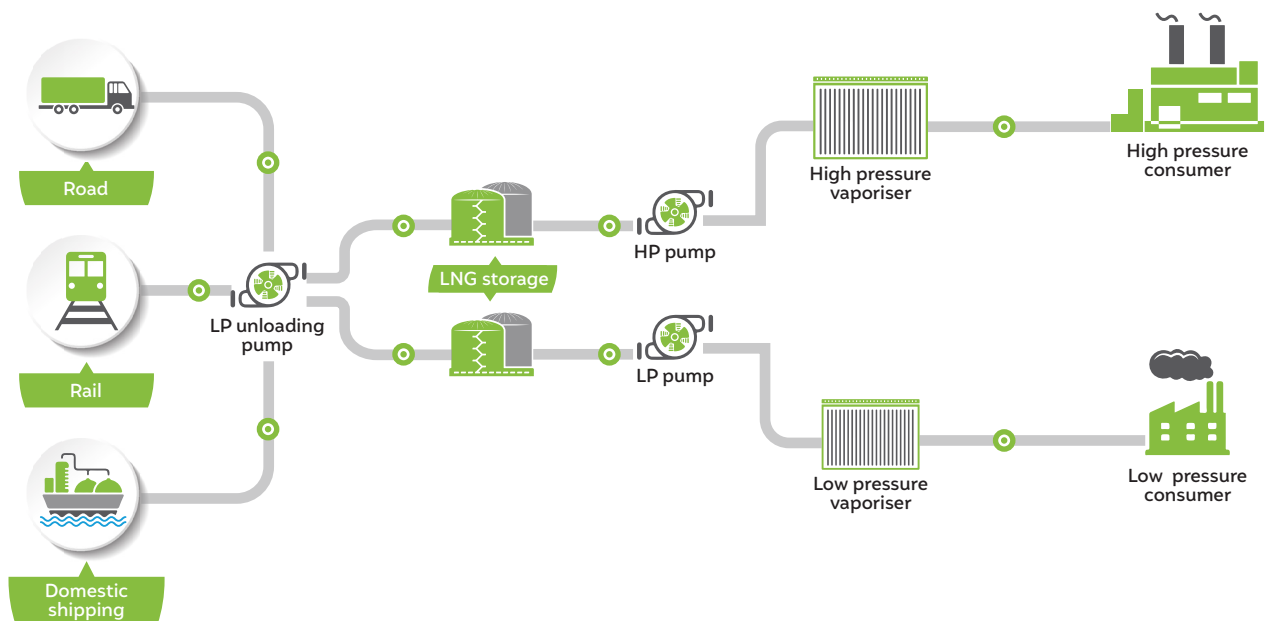 Road
Rail
Domestic
shipping
LP unloading
pump
LNG storage
HP pump
LP pump
High pressure
vaporiser
Low pressure
vaporiser
High pressure
consumer
Low pressure
consumer